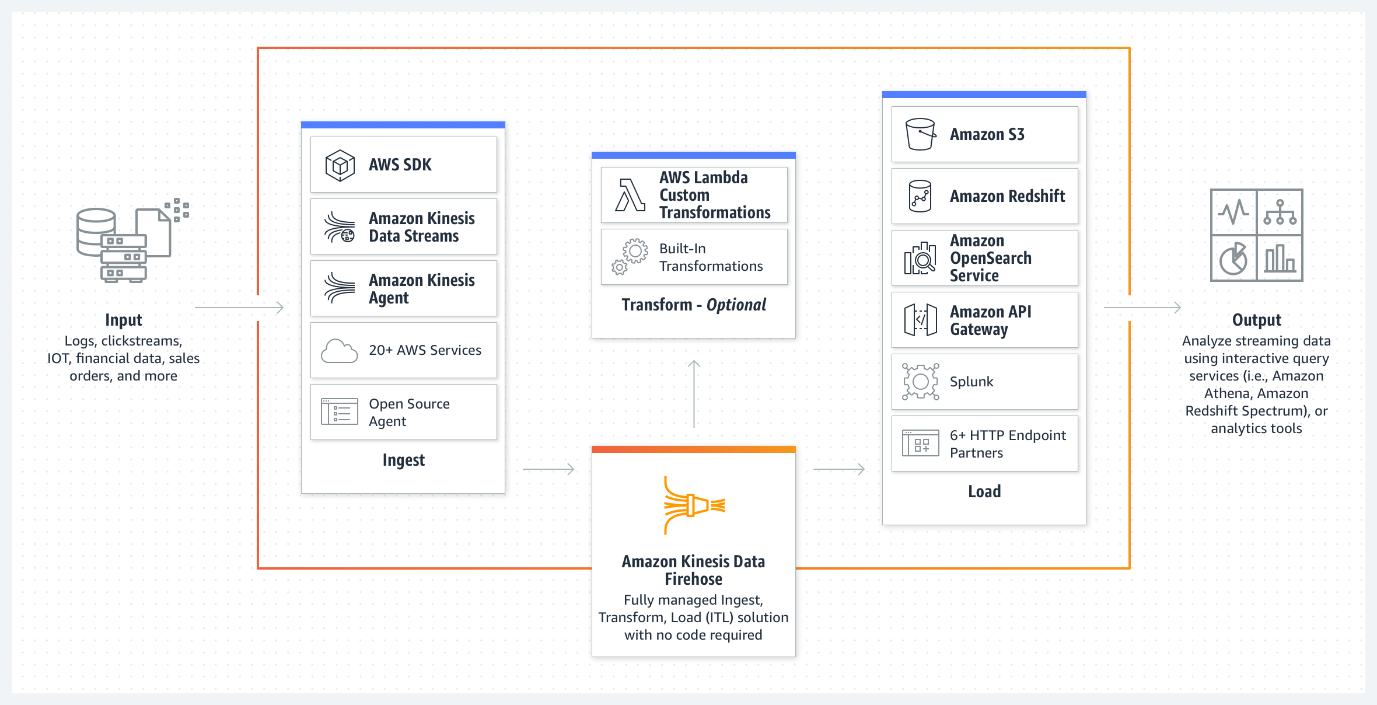 Input
Logs, clickstreams,
IOT, financial data, sales
orders, and more
AWS SDK
Amazon Kinesis
Data Streams
Amazon Kinesis
Agent
20+ AWS Services
Open Source
Agent
Ingest
AWS Lambda
Custom
Transformations
Built-In
Transformations
Transform - Optional
Amazon Kinesis Data
Firehose
Fully managed Ingest,
Transform, Load (ITL) solution
with no code required
Amazon S3
Amazon Redshift
Amazon
OpenSearch
Service
Amazon API
Gateway
Splunk
6+ HTTP Endpoint
Partners
Load
Output
Analyze streaming data
using interactive query
services (i.e., Amazon
Athena, Amazon
Redshift Spectrum), or
analytics tools